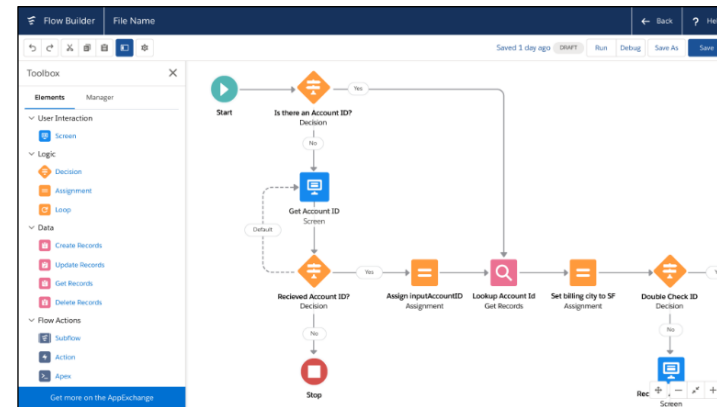 Flow Builder
File Name
Back
? Hel
Saved 1 day ago
DRAFT
Run
Debug
Save As
Save
Toolbox
Elements
Manager
User Interaction
Screen
Logic
Decision
Assignment
Loop
Data
Create Records
Update Records
Get Records
Delete Records
Flow Actions
Subflow
Action
Apex
Get more on the AppExchange
Start
Is there an Account ID?
Decision
Yes
No
Get Account ID
Screen
Default
Recieved Account ID?
Decision
Yes
Assign inputAccountID
Assignment
Lookup Account Id
Get Records
Set billing city to SF
Assignment
Double Check ID
Decision
No
Stop
No
Rec
Screen